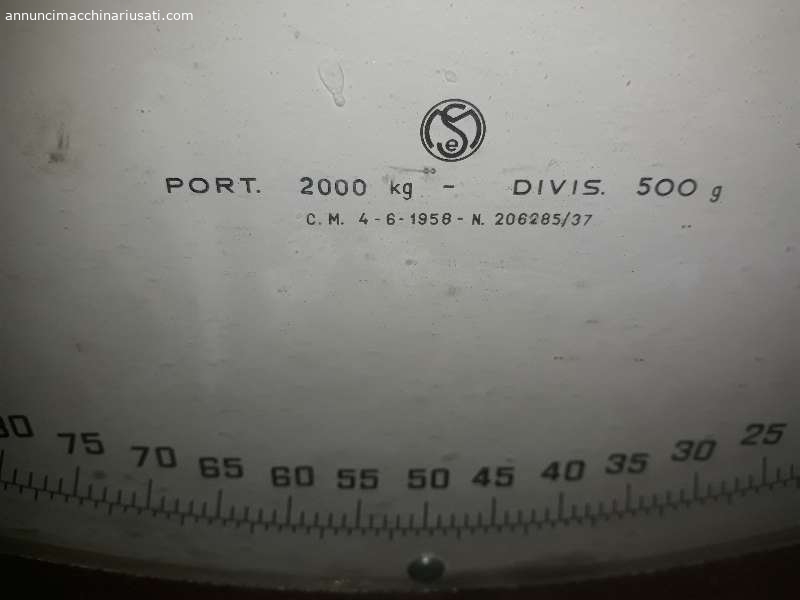 annuncimacchinariusati.com
PORT. 2000 kg - DIVIS. 500 g
C.M. 4-6-1958 - N. 206285/37
75 70 65 60 55 50 45 40 35 30 25